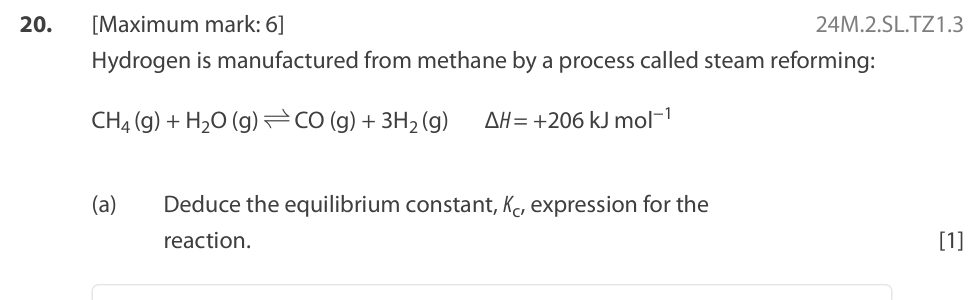 20. [Maximum mark: 6] 24M.2.SL.TZ1.3
Hydrogen is manufactured from methane by a process called steam reforming:
CH₄ (g) + H₂O (g) ⇌ CO (g) + 3H₂ (g) ΔH = +206 kJ mol⁻¹
(a) Deduce the equilibrium constant, Kc, expression for the
reaction. [1]